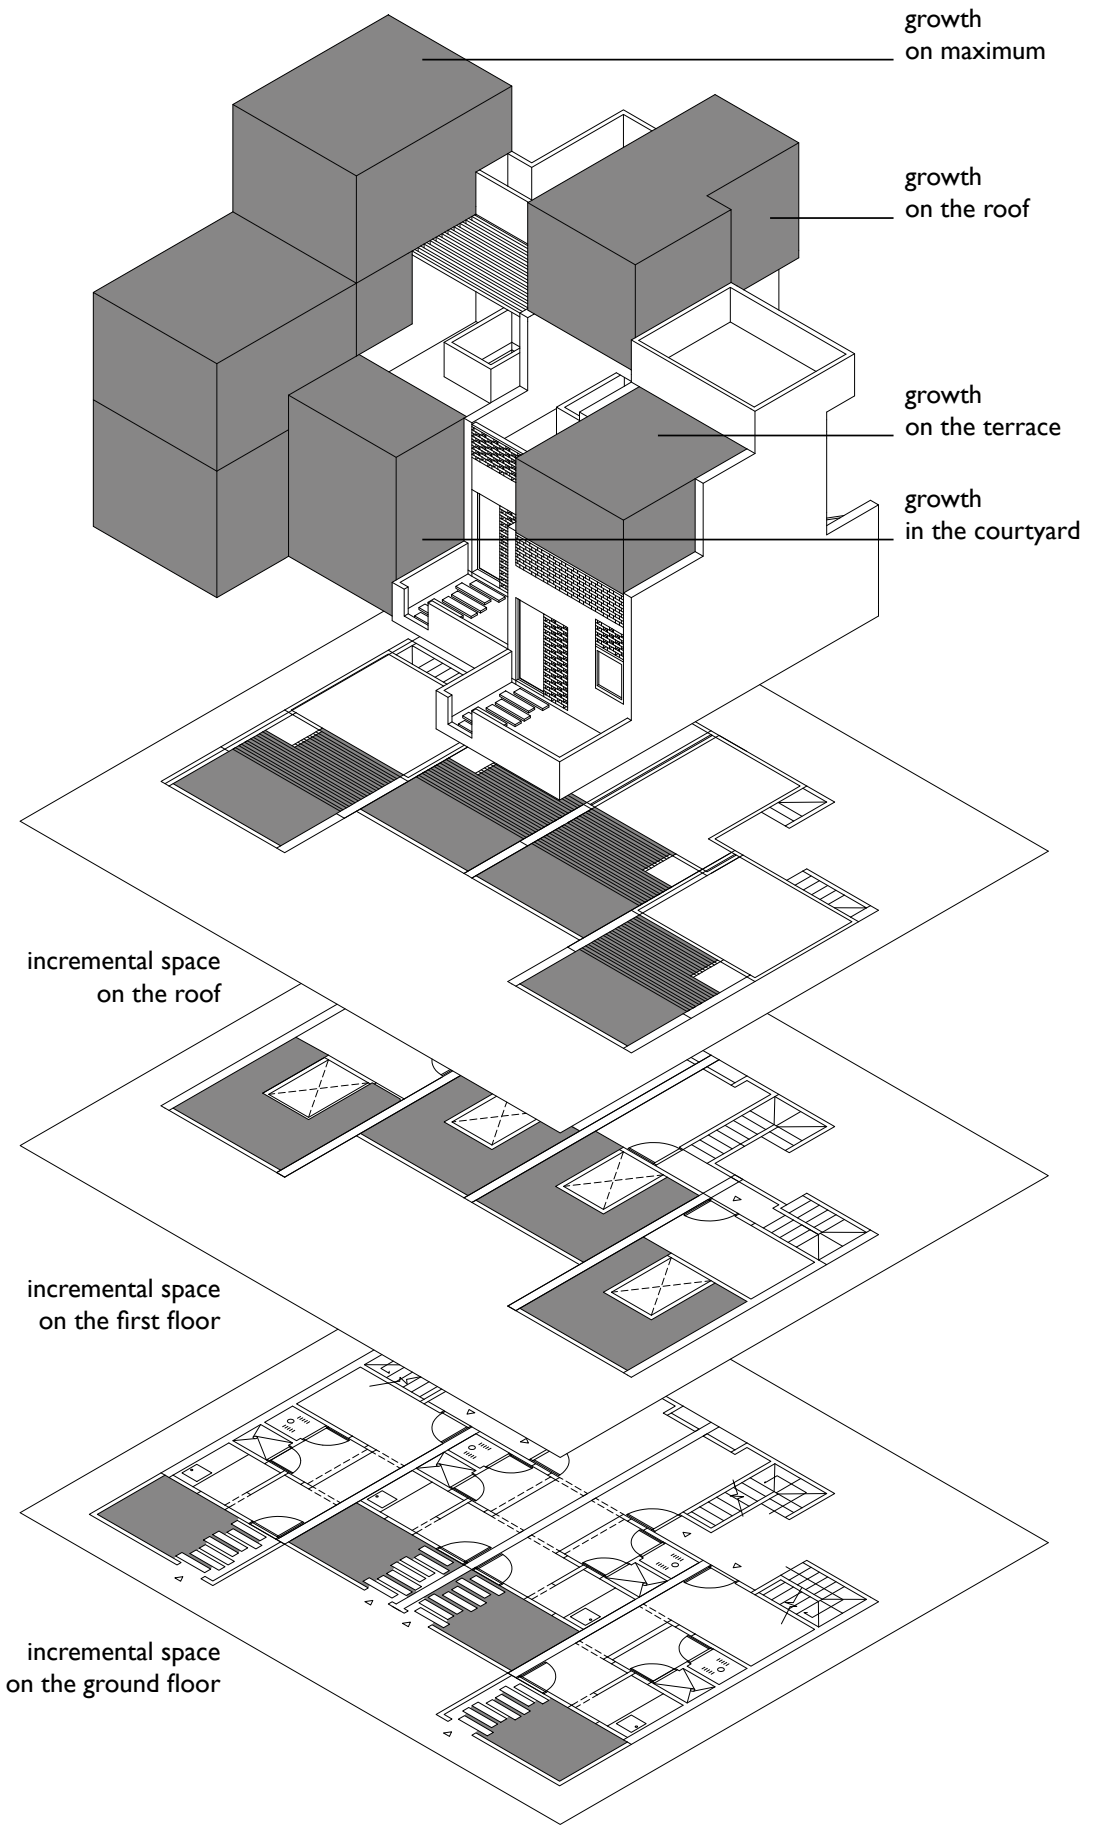 growth
on maximum
growth
on the roof
growth
on the terrace
growth
in the courtyard
incremental space
on the roof
incremental space
on the first floor
incremental space
on the ground floor